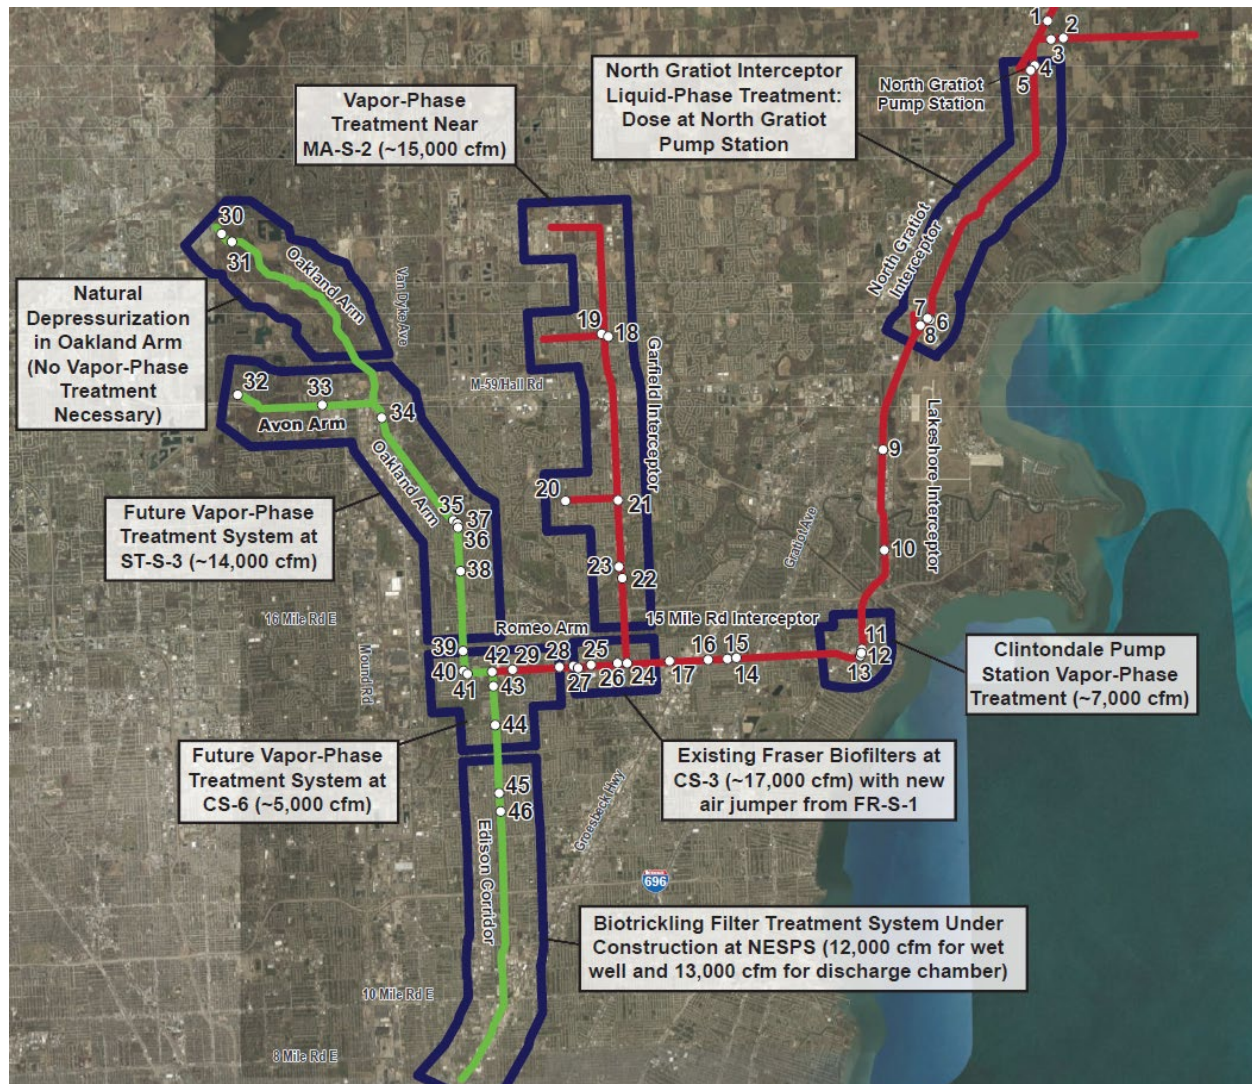 1
2
3
4
5
North Gratiot
Pump Station
North Gratiot Interceptor
Liquid-Phase Treatment:
Dose at North Gratiot
Pump Station
Vapor-Phase
Treatment Near
MA-S-2 (~15,000 cfm)
30
31
Oakland Arm
Van Dyke Ave
North Gratiot
Interceptor
Natural
Depressurization
in Oakland Arm
(No Vapor-Phase
Treatment
Necessary)
19
18
7
6
8
Garfield Interceptor
M-59/Hall Rd
32
33
34
Avon Arm
Oakland Arm
9
Lakeshore Interceptor
Future Vapor-Phase
Treatment System at
ST-S-3 (~14,000 cfm)
35
37
36
38
20
21
23
22
Gratiot Ave
10
16 Mile Rd E
Mound Rd
Romeo Arm
15 Mile Rd Interceptor
39
40
41
42
29
43
28
27
25
26
24
17
16
15
14
11
12
13
Clintondale Pump
Station Vapor-Phase
Treatment (~7,000 cfm)
44
Future Vapor-Phase
Treatment System at
CS-6 (~5,000 cfm)
Existing Fraser Biofilters at
CS-3 (~17,000 cfm) with new
air jumper from FR-S-1
45
46
Edison Corridor
Groesbeck Hwy
696
Biotrickling Filter Treatment System Under
Construction at NESPS (12,000 cfm for wet
well and 13,000 cfm for discharge chamber)
10 Mile Rd E
8 Mile Rd E